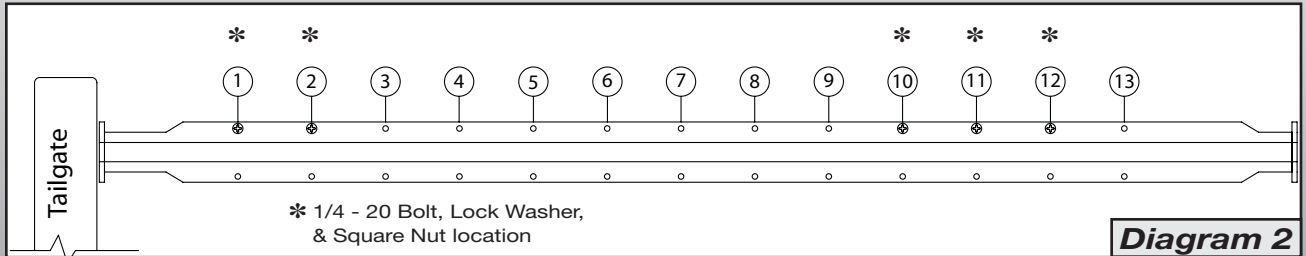 * * * * *
1 2 3 4 5 6 7 8 9 10 11 12 13
Tailgate
* 1/4 - 20 Bolt, Lock Washer,
& Square Nut location
Diagram 2